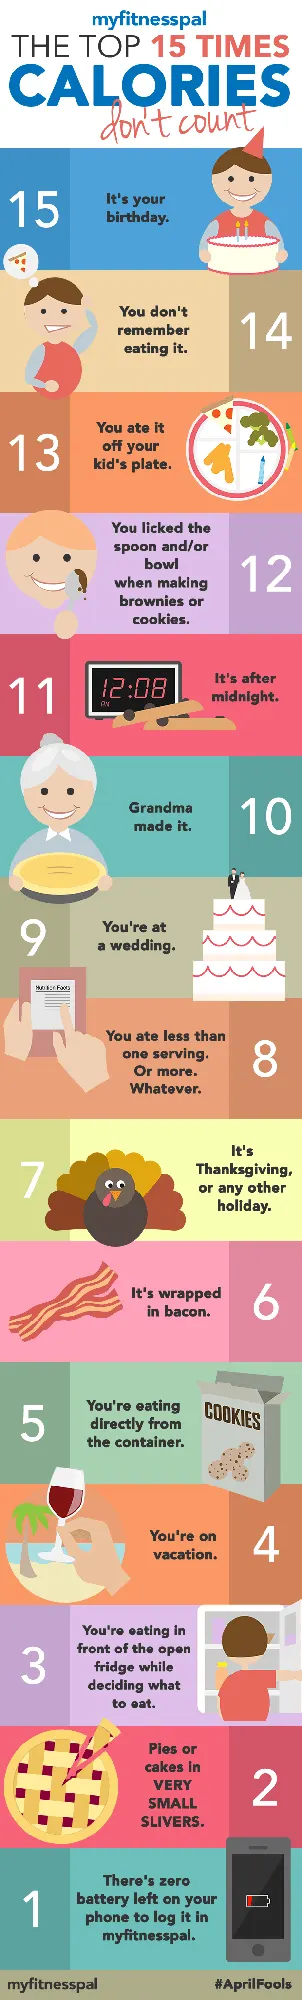 myfitnesspal
THE TOP 15 TIMES
CALORIES
don't count
15
It's your
birthday.
You don't
remember
eating it.
14
13
You ate it
off your
kid's plate.
You licked the
spoon and/or
bowl
when making
brownies or
cookies.
12
11
12:08
AM
It's after
midnight.
Grandma
made it.
10
9
You're at
a wedding.
Nutrition Facts
You ate less than
one serving.
Or more.
Whatever.
8
7
It's
Thanksgiving,
or any other
holiday.
It's wrapped
in bacon.
6
5
You're eating
directly from
the container.
COOKIES
You're on
vacation.
4
3
You're eating in
front of the open
fridge while
deciding what
to eat.
Pies or
cakes in
VERY
SMALL
SLIVERS.
2
1
There's zero
battery left on your
phone to log it in
myfitnesspal.
myfitnesspal
#AprilFools